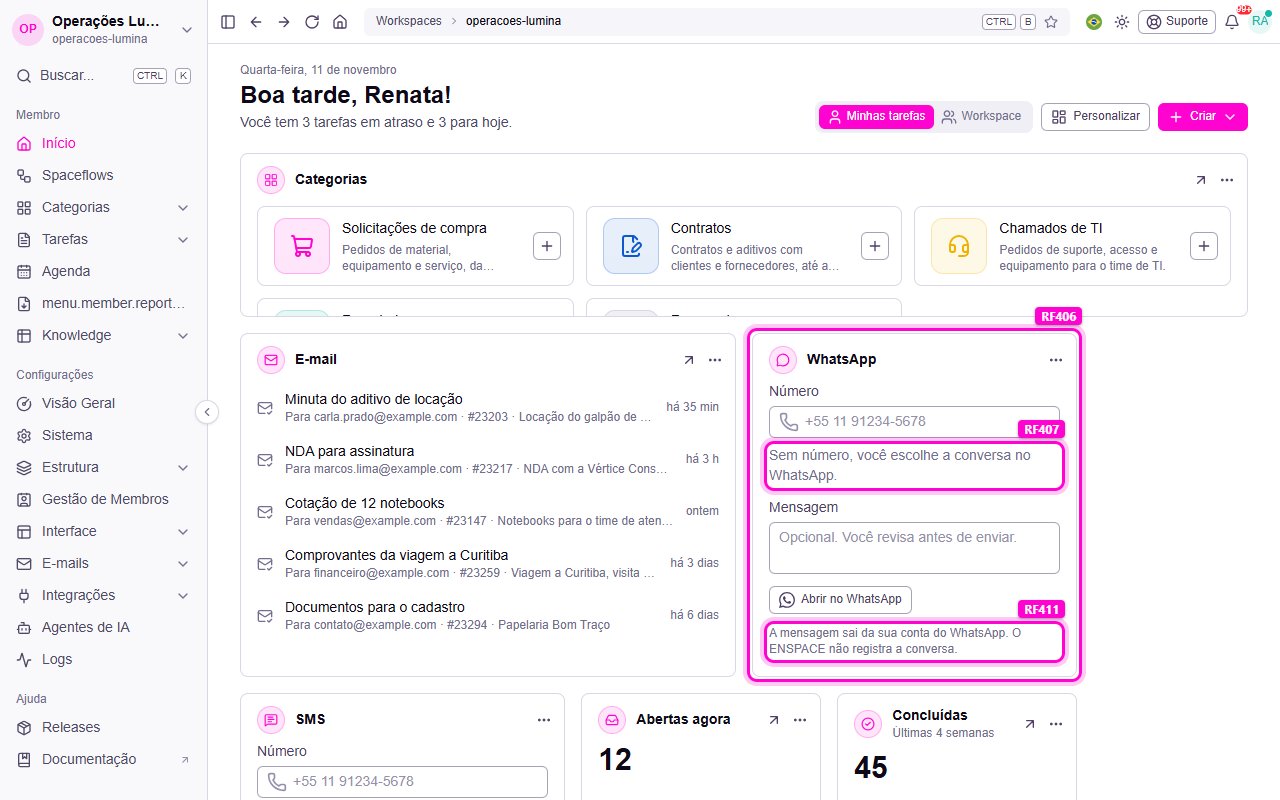 OP
Operações Lu...
operacoes-lumina
Buscar...
CTRL
K
Membro
Início
Spaceflows
Categorias
Tarefas
Agenda
menu.member.report...
Knowledge
Configurações
Visão Geral
Sistema
Estrutura
Gestão de Membros
Interface
E-mails
Integrações
Agentes de IA
Logs
Ajuda
Releases
Documentação
Workspaces
operacoes-lumina
CTRL
B
Suporte
99+
RA
Quarta-feira, 11 de novembro
Boa tarde, Renata!
Você tem 3 tarefas em atraso e 3 para hoje.
Minhas tarefas
Workspace
Personalizar
Criar
Categorias
Solicitações de compra
Pedidos de material,
equipamento e serviço, da...
Contratos
Contratos e aditivos com
clientes e fornecedores, até a...
Chamados de TI
Pedidos de suporte, acesso e
equipamento para o time de TI.
E-mail
Minuta do aditivo de locação
Para carla.prado@example.com · #23203 · Locação do galpão de ...
há 35 min
NDA para assinatura
Para marcos.lima@example.com · #23217 · NDA com a Vértice Cons...
há 3 h
Cotação de 12 notebooks
Para vendas@example.com · #23147 · Notebooks para o time de aten...
ontem
Comprovantes da viagem a Curitiba
Para financeiro@example.com · #23259 · Viagem a Curitiba, visita ...
há 3 dias
Documentos para o cadastro
Para contato@example.com · #23294 · Papelaria Bom Traço
há 6 dias
RF406
WhatsApp
Número
+55 11 91234-5678
RF407
Sem número, você escolhe a conversa no
WhatsApp.
Mensagem
Opcional. Você revisa antes de enviar.
Abrir no WhatsApp
RF411
A mensagem sai da sua conta do WhatsApp. O
ENSPACE não registra a conversa.
SMS
Número
+55 11 91234-5678
Abertas agora
12
Concluídas
Últimas 4 semanas
45